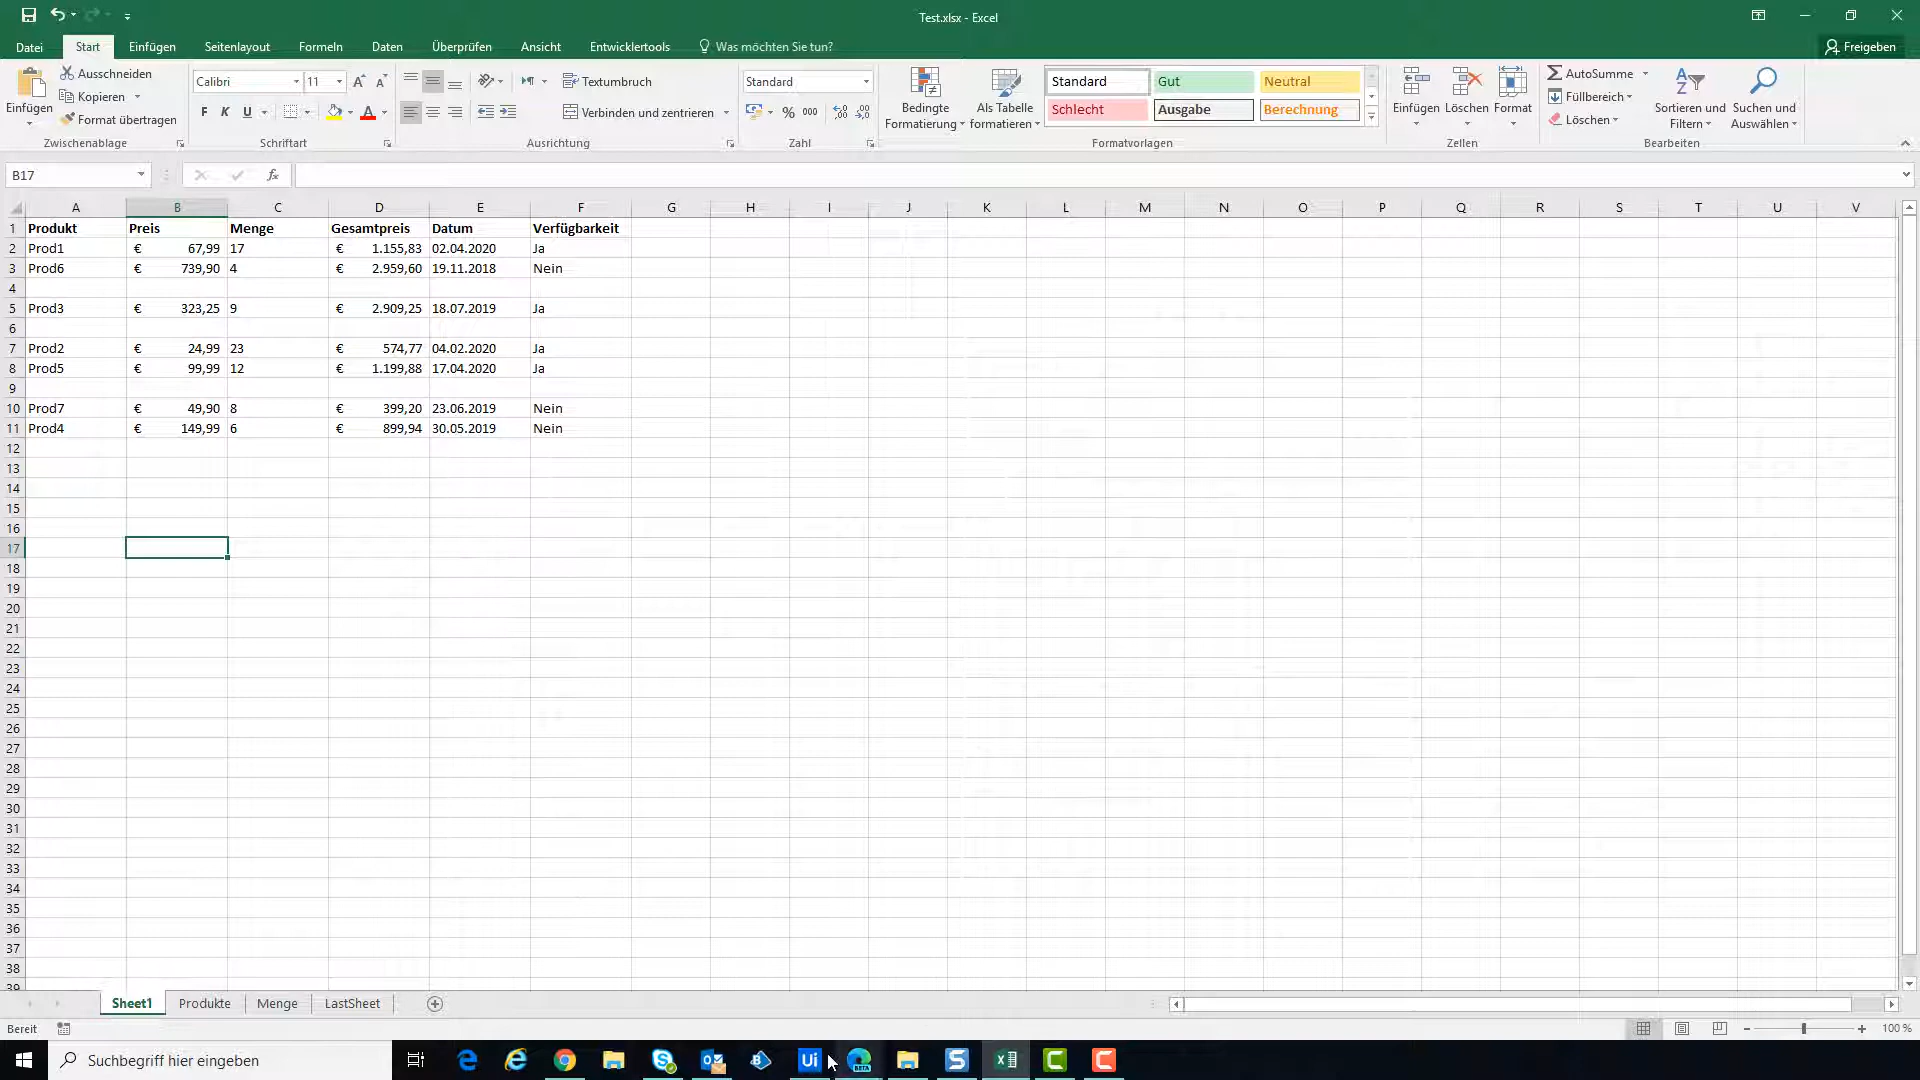 Test.xlsx - Excel
Datei Start Einfügen Seitenlayout Formeln Daten Überprüfen Ansicht Entwicklertools Was möchten Sie tun? Freigeben
Einfügen
Ausschneiden
Kopieren
Format übertragen
Zwischenablage
Calibri 11
F K U
Schriftart
Textumbruch
Verbinden und zentrieren
Ausrichtung
Standard
% 000
Zahl
Bedingte Formatierung
Als Tabelle formatieren
Standard Gut Neutral
Schlecht Ausgabe Berechnung
Formatvorlagen
Einfügen Löschen Format
Zellen
AutoSumme
Füllbereich
Löschen
Sortieren und Filtern
Suchen und Auswählen
Bearbeiten
B17 fx
A B C D E F G H I J K L M N O P Q R S T U V
1 Produkt Preis Menge Gesamtpreis Datum Verfügbarkeit
2 Prod1 € 67,99 17 € 1.155,83 02.04.2020 Ja
3 Prod6 € 739,90 4 € 2.959,60 19.11.2018 Nein
4
5 Prod3 € 323,25 9 € 2.909,25 18.07.2019 Ja
6
7 Prod2 € 24,99 23 € 574,77 04.02.2020 Ja
8 Prod5 € 99,99 12 € 1.199,88 17.04.2020 Ja
9
10 Prod7 € 49,90 8 € 399,20 23.06.2019 Nein
11 Prod4 € 149,99 6 € 899,94 30.05.2019 Nein
12
13
14
15
16
17
18
19
20
21
22
23
24
25
26
27
28
29
30
31
32
33
34
35
36
37
38
39
Sheet1 Produkte Menge LastSheet
Bereit 100 %
Suchbegriff hier eingeben
Ui
BETA